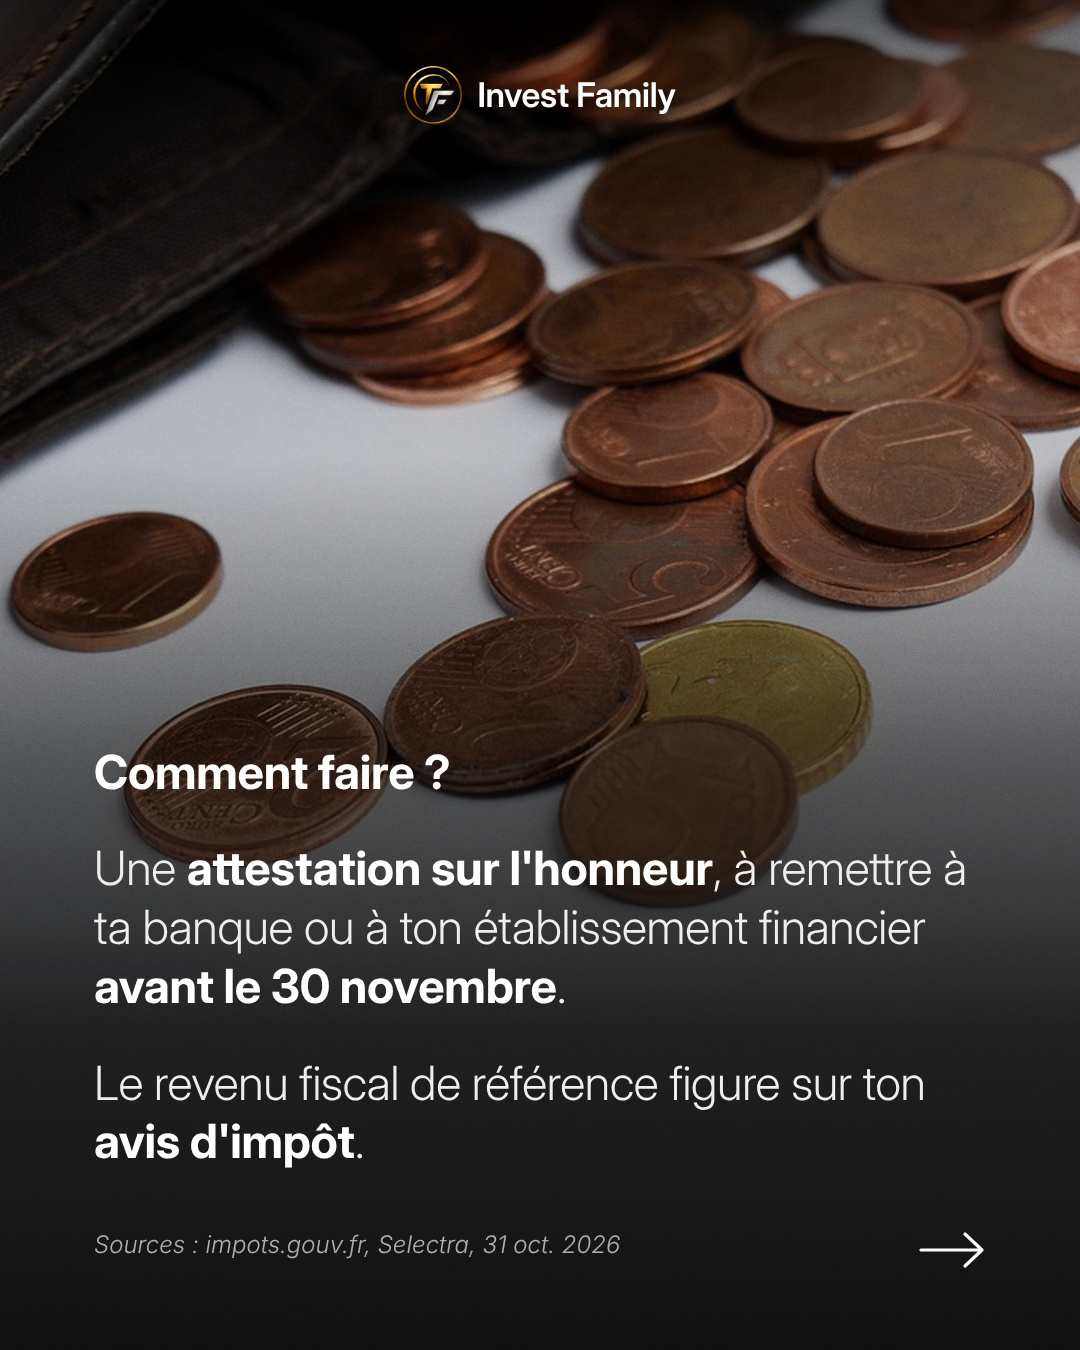 Invest Family
Comment faire ?
Une attestation sur l'honneur, à remettre à
ta banque ou à ton établissement financier
avant le 30 novembre.
Le revenu fiscal de référence figure sur ton
avis d'impôt.
Sources : impots.gouv.fr, Selectra, 31 oct. 2026